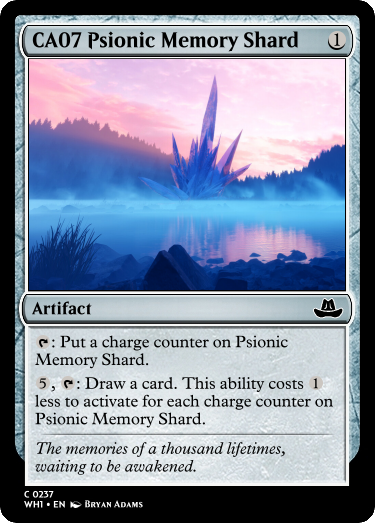 CA07 Psionic Memory Shard 1
Artifact
: Put a charge counter on Psionic
Memory Shard.
5, : Draw a card. This ability costs 1
less to activate for each charge counter on
Psionic Memory Shard.
The memories of a thousand lifetimes,
waiting to be awakened.
C 0237
WH1 • EN Bryan Adams